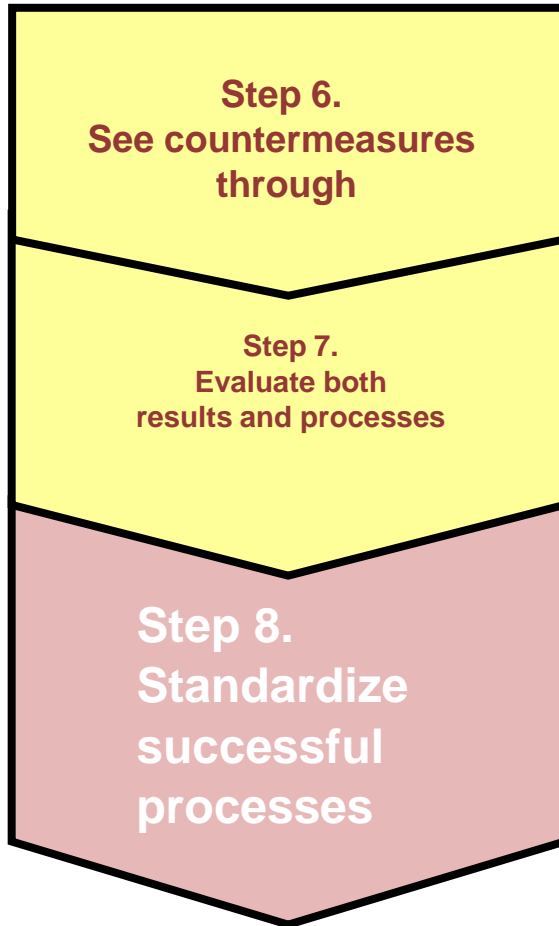 Step 6.
See countermeasures
through
Step 7.
Evaluate both
results and processes
Step 8.
Standardize
successful
processes